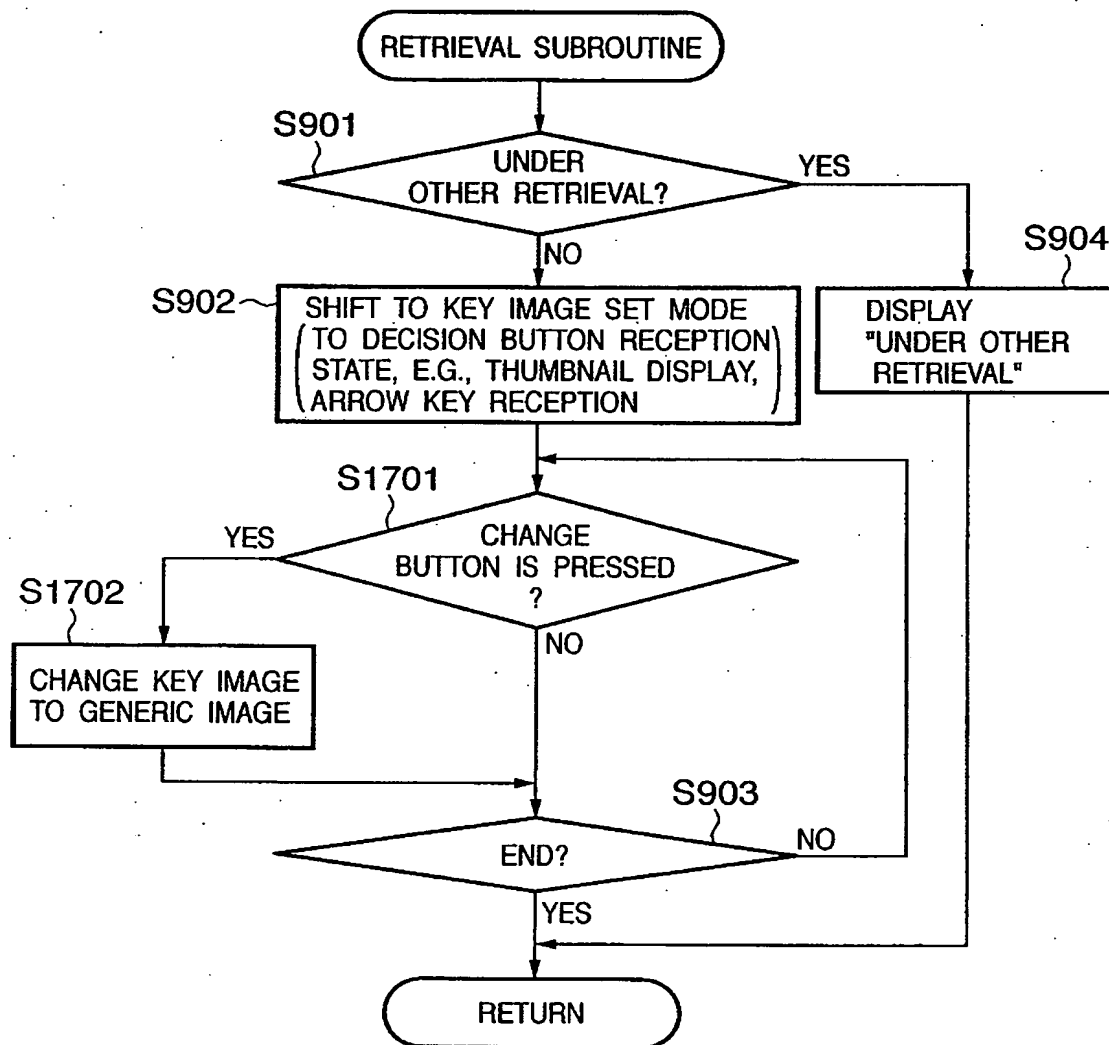 RETRIEVAL SUBROUTINE
S901
UNDER
OTHER RETRIEVAL?
YES
NO
S904
S902
SHIFT TO KEY IMAGE SET MODE
(TO DECISION BUTTON RECEPTION
STATE, E.G., THUMBNAIL DISPLAY,
ARROW KEY RECEPTION)
DISPLAY
"UNDER OTHER
RETRIEVAL"
S1701
YES
CHANGE
BUTTON IS PRESSED
?
S1702
NO
CHANGE KEY IMAGE
TO GENERIC IMAGE
S903
END?
NO
YES
RETURN